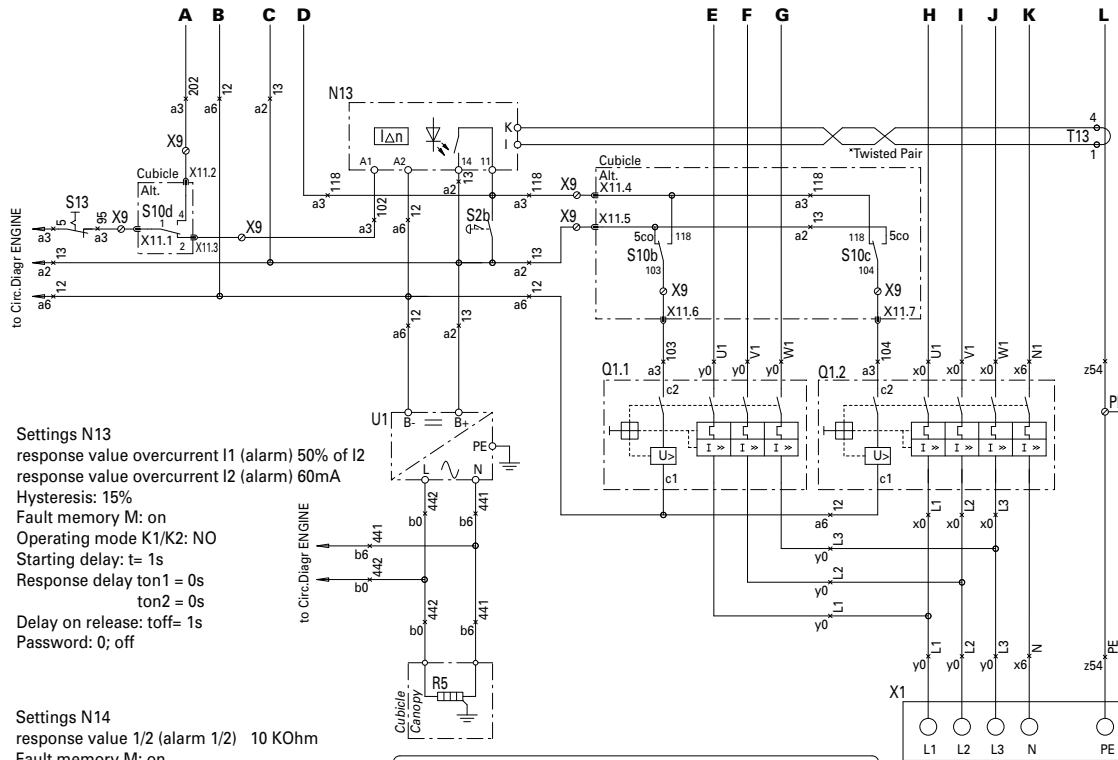 A B C D E F G H I J K L
202
12
13
a3
a6
a2
N13
IΔn
K
I
4
T13
1
*Twisted Pair
X9
Cubicle
X11.2
Alt.
S10d
4
1
2
X11.1
X11.3
X9
S13
5
a3
95
a3
X9
A1
A2
14
11
118
a3
102
a3
12
a6
13
a2
S2b
7
118
a3
X9
X9
Cubicle
Alt.
X11.4
X11.5
118
a3
13
a2
5co
118
S10b
103
118
5co
S10c
104
X9
X9
X11.6
X11.7
to Circ.Diagr ENGINE
13
a2
12
a6
13
a2
12
a6
12
a6
13
a2
103
a3
U1
y0
V1
y0
W1
y0
104
a3
U1
x0
V1
x0
W1
x0
N1
x6
z54
PE
Q1.1
c2
U>
I »
I »
I »
c1
Q1.2
c2
U>
I »
I »
I »
c1
U1
B-
B+
PE
L
N
442
b0
441
b6
to Circ.Diagr ENGINE
441
b6
442
b0
442
b0
441
b6
12
a6
L1
x0
L2
x0
L3
x0
L3
y0
L2
y0
L1
y0
L1
y0
L2
y0
L3
y0
N
x6
PE
z54
Cubicle
Canopy
R5
X1
L1 L2 L3 N PE
Settings N13
response value overcurrent I1 (alarm) 50% of I2
response value overcurrent I2 (alarm) 60mA
Hysteresis: 15%
Fault memory M: on
Operating mode K1/K2: NO
Starting delay: t= 1s
Response delay ton1 = 0s
ton2 = 0s
Delay on release: toff= 1s
Password: 0; off
Settings N14
response value 1/2 (alarm 1/2) 10 KOhm
Fault memory M: on